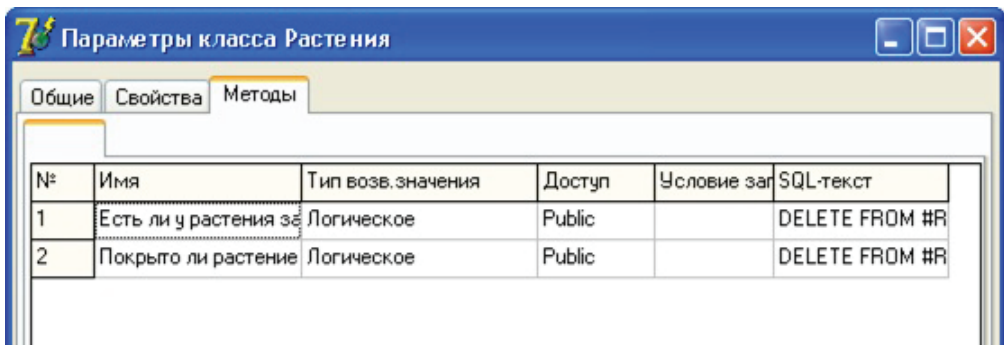 Параметры класса Растения
Общие Свойства Методы
№ Имя Тип возв.значения Доступ Условие заг SQL-текст
1 Есть ли у растения за Логическое Public DELETE FROM #R
2 Покрыто ли растение Логическое Public DELETE FROM #R